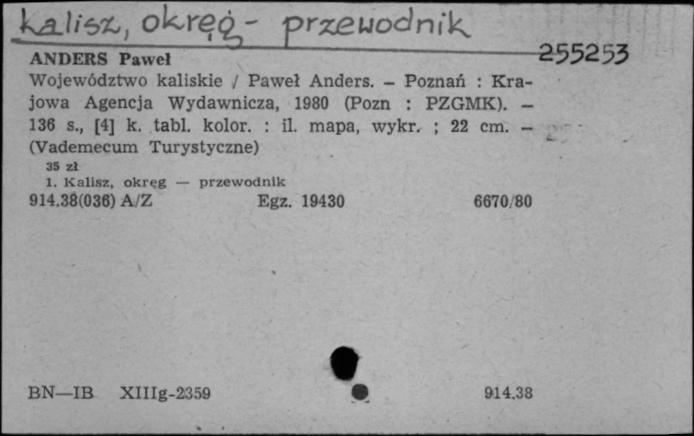 kalisz, okręg - przewodnik
255253
ANDERS Paweł
Województwo kaliskie / Paweł Anders. — Poznań : Kra-
jowa Agencja Wydawnicza, 1980 (Pozn : PZGMK). —
136 s., [4] k. tabl. kolor. : il. mapa, wykr. ; 22 cm. —
(Vademecum Turystyczne)
35 zł
1. Kalisz, okręg — przewodnik
914.38(036) A/Z Egz. 19430 6670/80
BN—IB XIIIg-2359 914.38